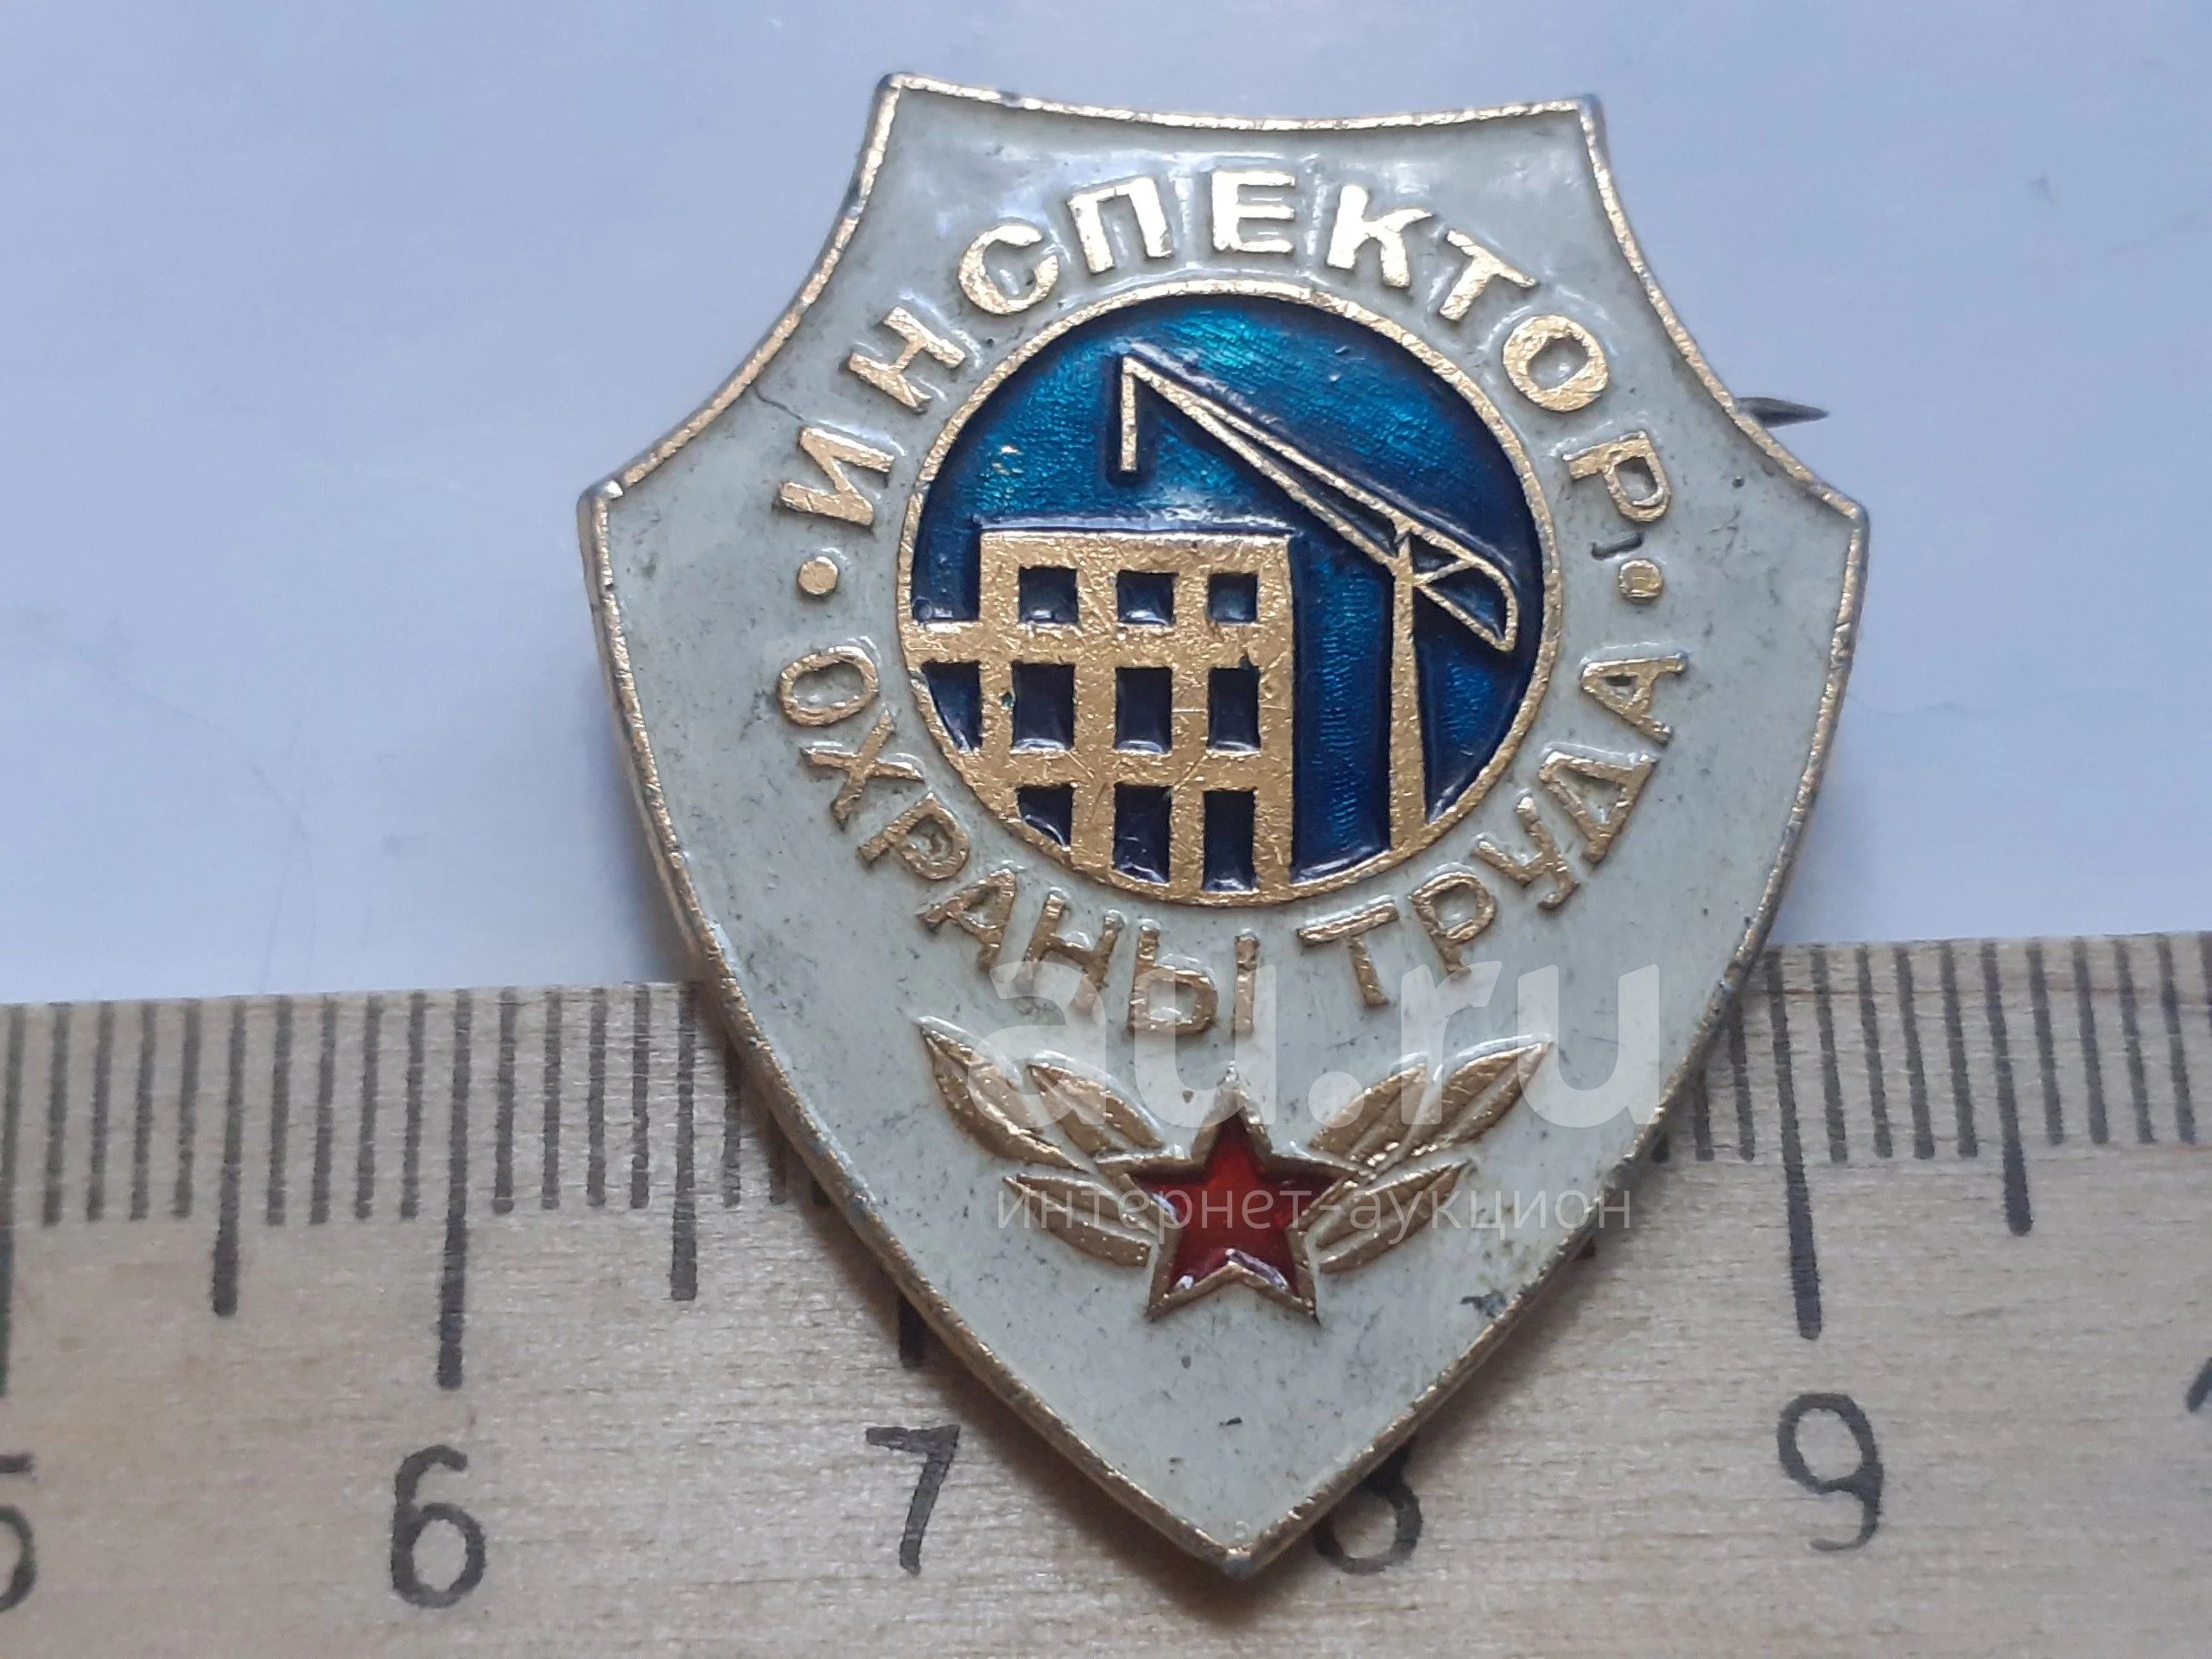 • ИНСПЕКТОР •
ОХРАНЫ ТРУДА
au.ru
интернет-аукцион
5 6 7 8 9